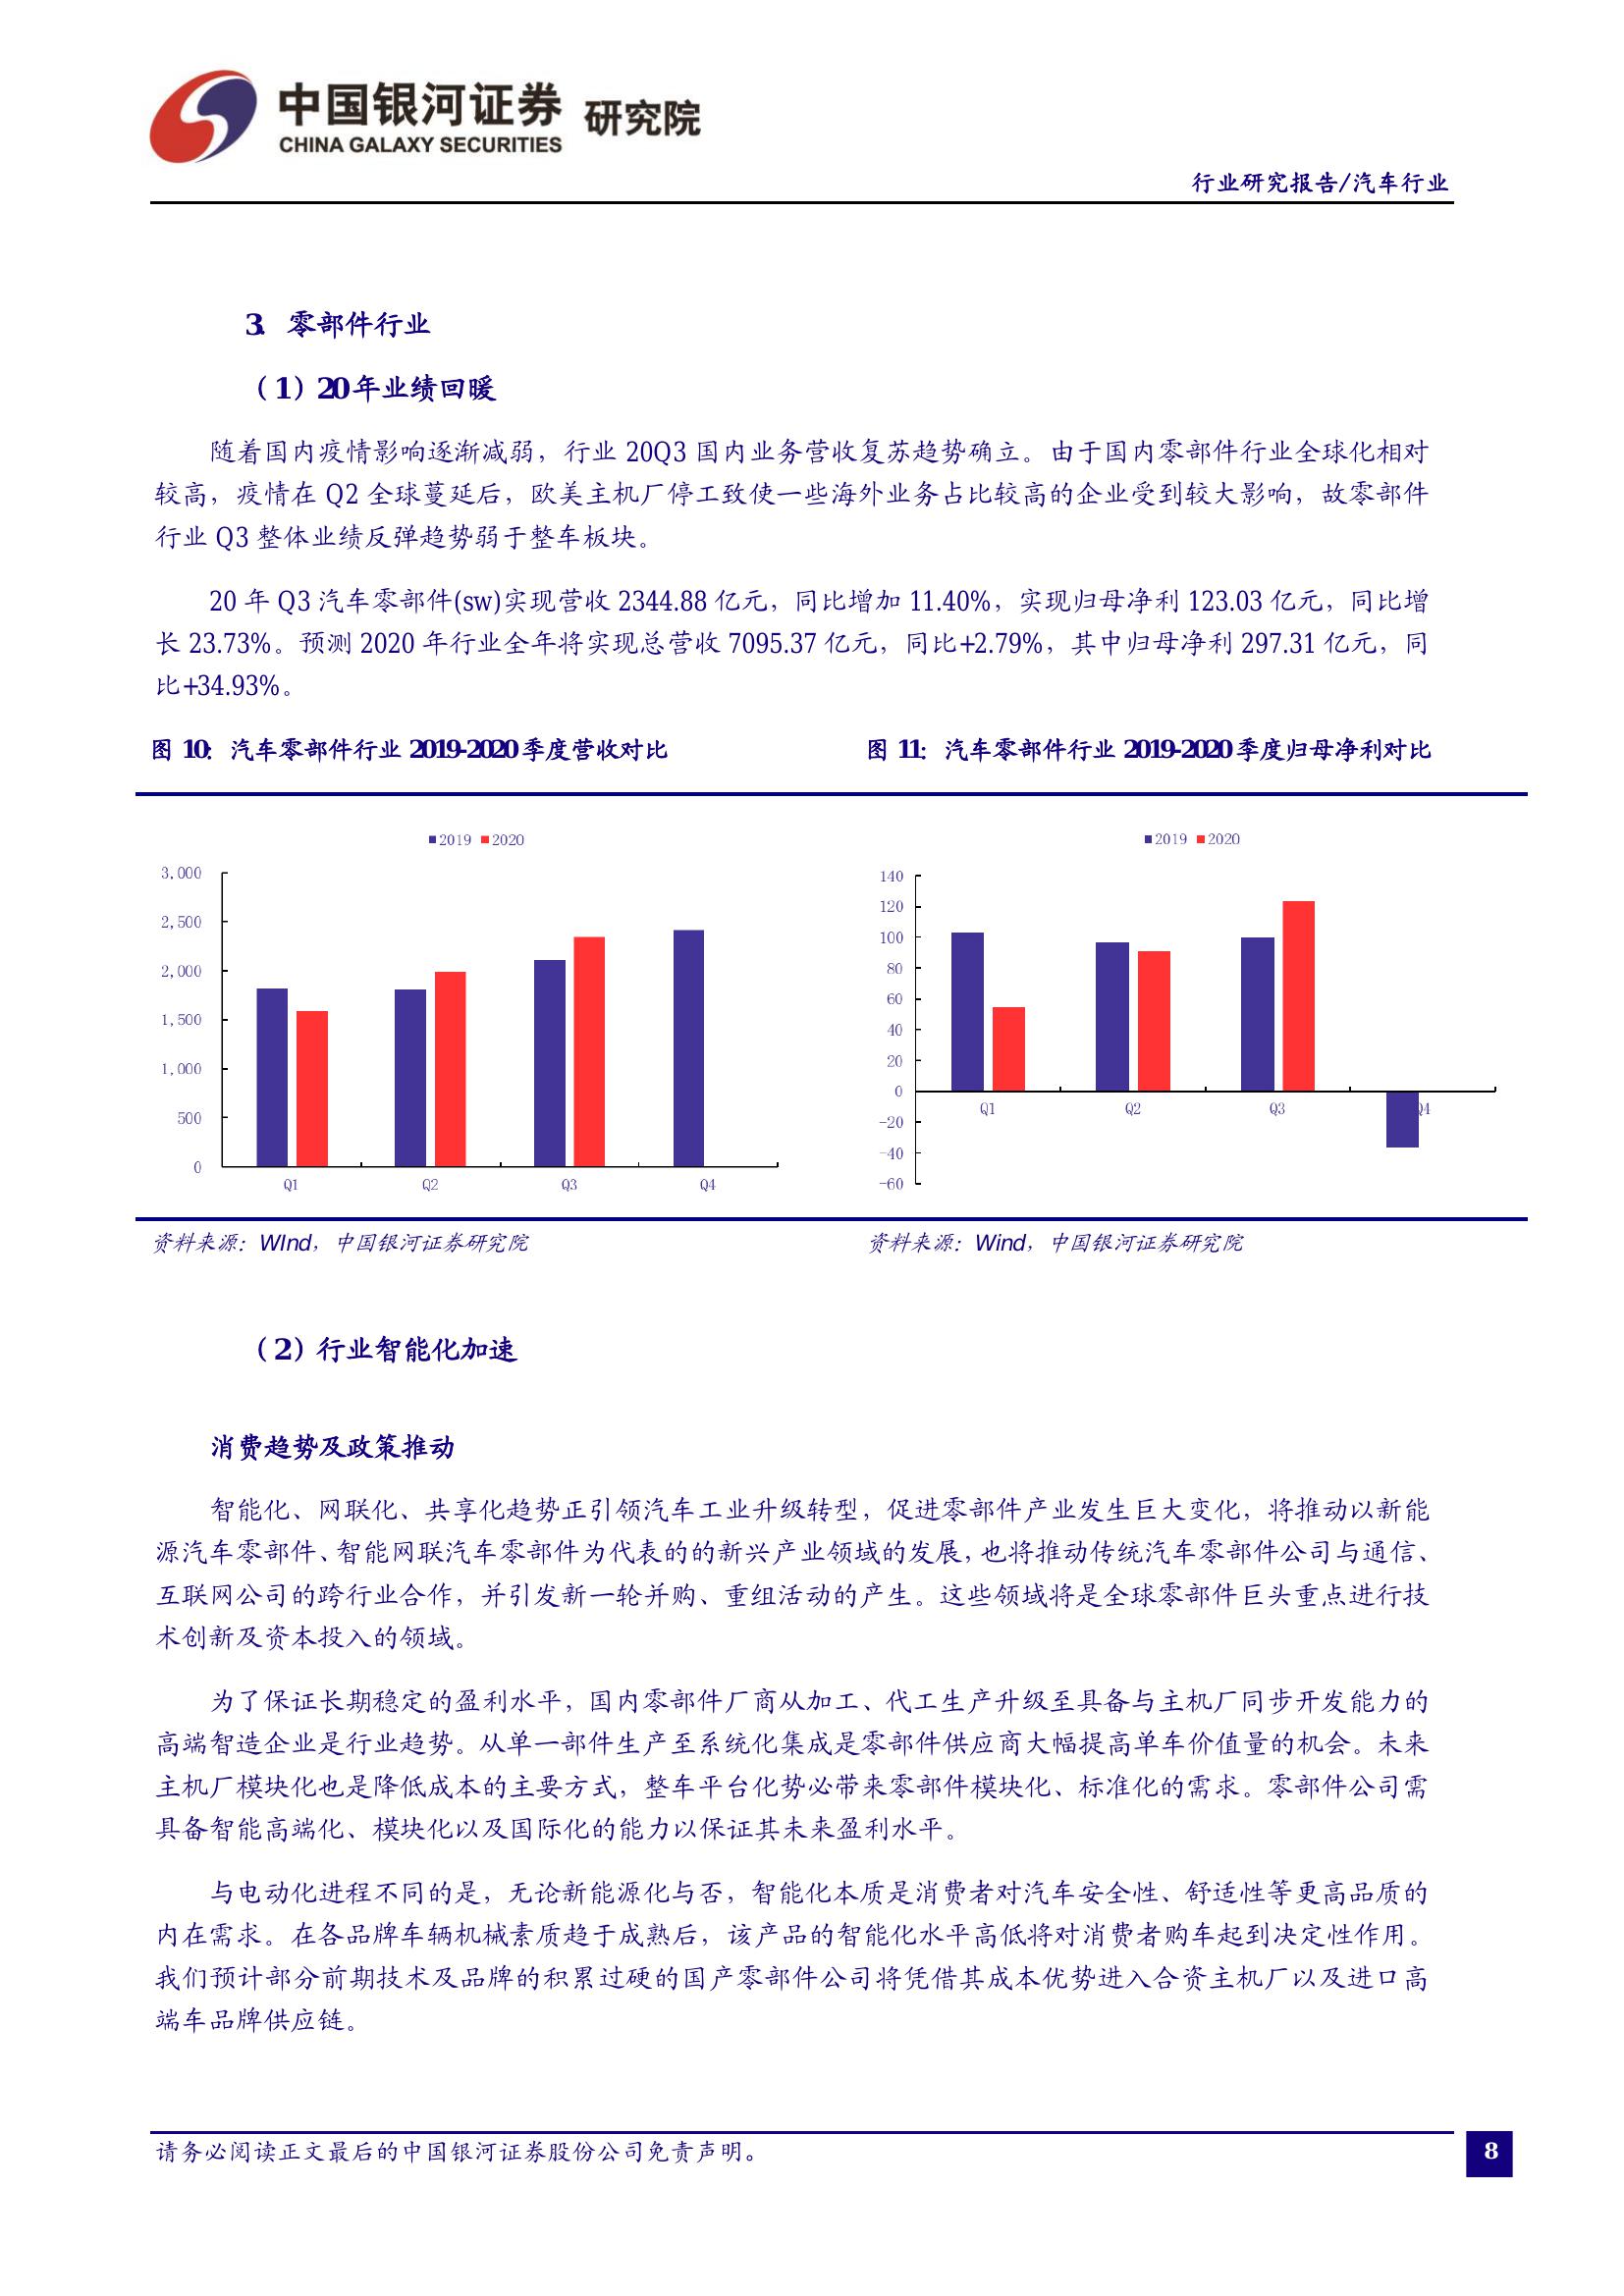 中国银河证券 研究院
CHINA GALAXY SECURITIES
行业研究报告/汽车行业
3. 零部件行业
（1）20年业绩回暖
随着国内疫情影响逐渐减弱，行业 20Q3 国内业务营收复苏趋势确立。由于国内零部件行业全球化相对
较高，疫情在 Q2 全球蔓延后，欧美主机厂停工致使一些海外业务占比较高的企业受到较大影响，故零部件
行业 Q3 整体业绩反弹趋势弱于整车板块。
20 年 Q3 汽车零部件(sw)实现营收 2344.88 亿元，同比增加 11.40%，实现归母净利 123.03 亿元，同比增
长 23.73%。预测 2020 年行业全年将实现总营收 7095.37 亿元，同比+2.79%，其中归母净利 297.31 亿元，同
比+34.93%。
图 10：汽车零部件行业 2019-2020季度营收对比
图 11：汽车零部件行业 2019-2020季度归母净利对比
2019 2020
3,000
2,500
2,000
1,500
1,000
500
0
Q1 Q2 Q3 Q4
2019 2020
140
120
100
80
60
40
20
0
-20
-40
-60
Q1 Q2 Q3 Q4
资料来源：WInd，中国银河证券研究院
资料来源：Wind，中国银河证券研究院
（2）行业智能化加速
消费趋势及政策推动
智能化、网联化、共享化趋势正引领汽车工业升级转型，促进零部件产业发生巨大变化，将推动以新能
源汽车零部件、智能网联汽车零部件为代表的的新兴产业领域的发展，也将推动传统汽车零部件公司与通信、
互联网公司的跨行业合作，并引发新一轮并购、重组活动的产生。这些领域将是全球零部件巨头重点进行技
术创新及资本投入的领域。
为了保证长期稳定的盈利水平，国内零部件厂商从加工、代工生产升级至具备与主机厂同步开发能力的
高端智造企业是行业趋势。从单一部件生产至系统化集成是零部件供应商大幅提高单车价值量的机会。未来
主机厂模块化也是降低成本的主要方式，整车平台化势必带来零部件模块化、标准化的需求。零部件公司需
具备智能高端化、模块化以及国际化的能力以保证其未来盈利水平。
与电动化进程不同的是，无论新能源化与否，智能化本质是消费者对汽车安全性、舒适性等更高品质的
内在需求。在各品牌车辆机械素质趋于成熟后，该产品的智能化水平高低将对消费者购车起到决定性作用。
我们预计部分前期技术及品牌的积累过硬的国产零部件公司将凭借其成本优势进入合资主机厂以及进口高
端车品牌供应链。
请务必阅读正文最后的中国银河证券股份公司免责声明。
8